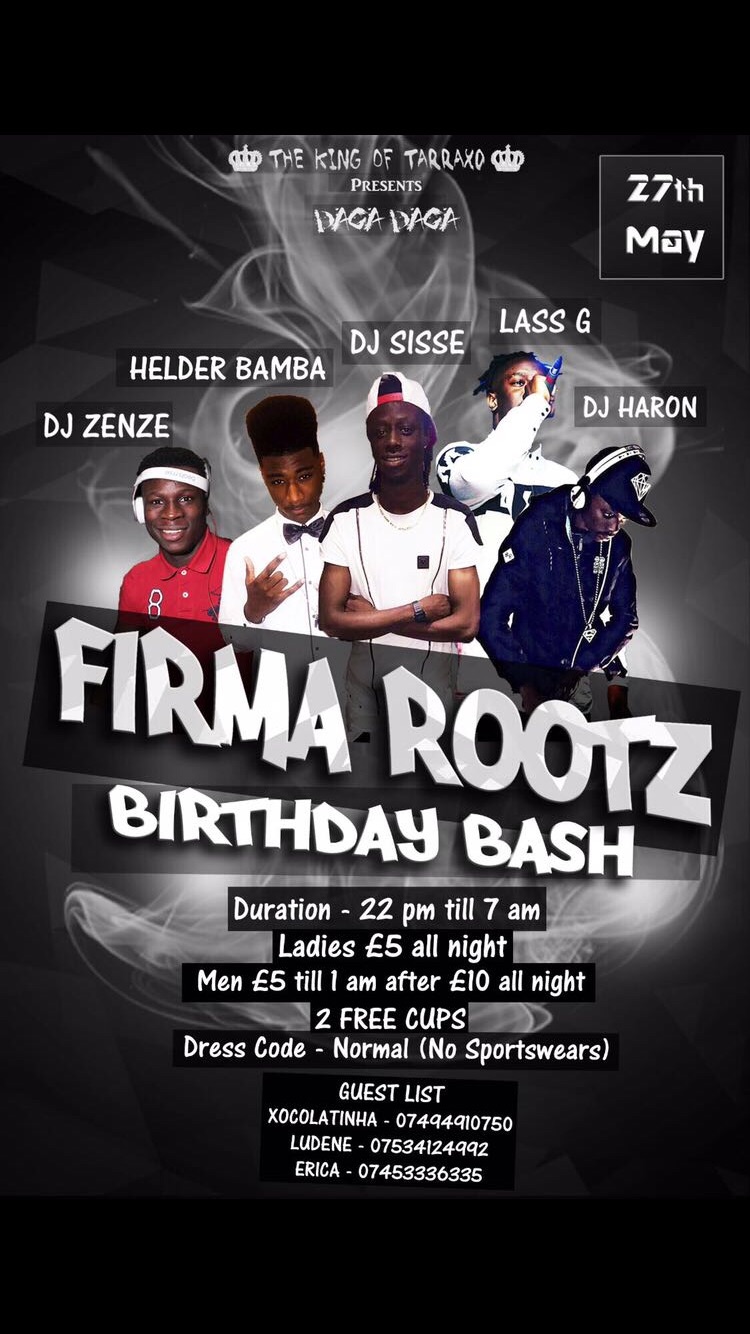 THE KING OF TARRAXO
PRESENTS
DAGA DAGA
27th
May
LASS G
DJ SISSE
HELDER BAMBA
DJ HARON
DJ ZENZE
8
FIRMA ROOTZ
BIRTHDAY BASH
Duration - 22 pm till 7 am
Ladies £5 all night
Men £5 till 1 am after £10 all night
2 FREE CUPS
Dress Code - Normal (No Sportswears)
GUEST LIST
XOCOLATINHA - 07494910750
LUDENE - 07534124992
ERICA - 07453336335